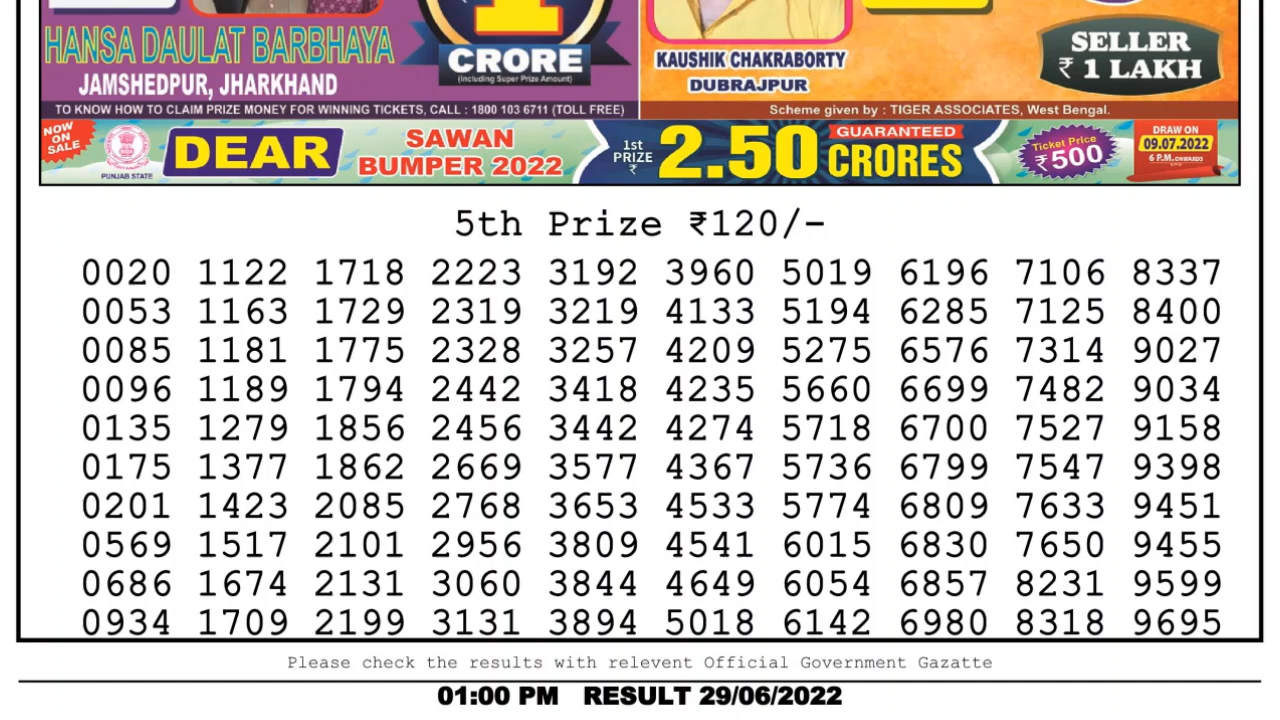 1
CRORE
(Including Super Prize Amount)
HANSA DAULAT BARBHAYA
JAMSHEDPUR, JHARKHAND
KAUSHIK CHAKRABORTY
DUBRAJPUR
SELLER
₹ 1 LAKH
TO KNOW HOW TO CLAIM PRIZE MONEY FOR WINNING TICKETS, CALL : 1800 103 6711 (TOLL FREE)
Scheme given by : TIGER ASSOCIATES, West Bengal.
NOW
ON
SALE
PUNJAB STATE
DEAR
SAWAN
BUMPER 2022
1st
PRIZE
₹
2.50
GUARANTEED
CRORES
Ticket Price
₹500
DRAW ON
09.07.2022
6 P.M. ONWARDS
5th Prize ₹120/-
0020 1122 1718 2223 3192 3960 5019 6196 7106 8337
0053 1163 1729 2319 3219 4133 5194 6285 7125 8400
0085 1181 1775 2328 3257 4209 5275 6576 7314 9027
0096 1189 1794 2442 3418 4235 5660 6699 7482 9034
0135 1279 1856 2456 3442 4274 5718 6700 7527 9158
0175 1377 1862 2669 3577 4367 5736 6799 7547 9398
0201 1423 2085 2768 3653 4533 5774 6809 7633 9451
0569 1517 2101 2956 3809 4541 6015 6830 7650 9455
0686 1674 2131 3060 3844 4649 6054 6857 8231 9599
0934 1709 2199 3131 3894 5018 6142 6980 8318 9695
Please check the results with relevent Official Government Gazatte
01:00 PM RESULT 29/06/2022